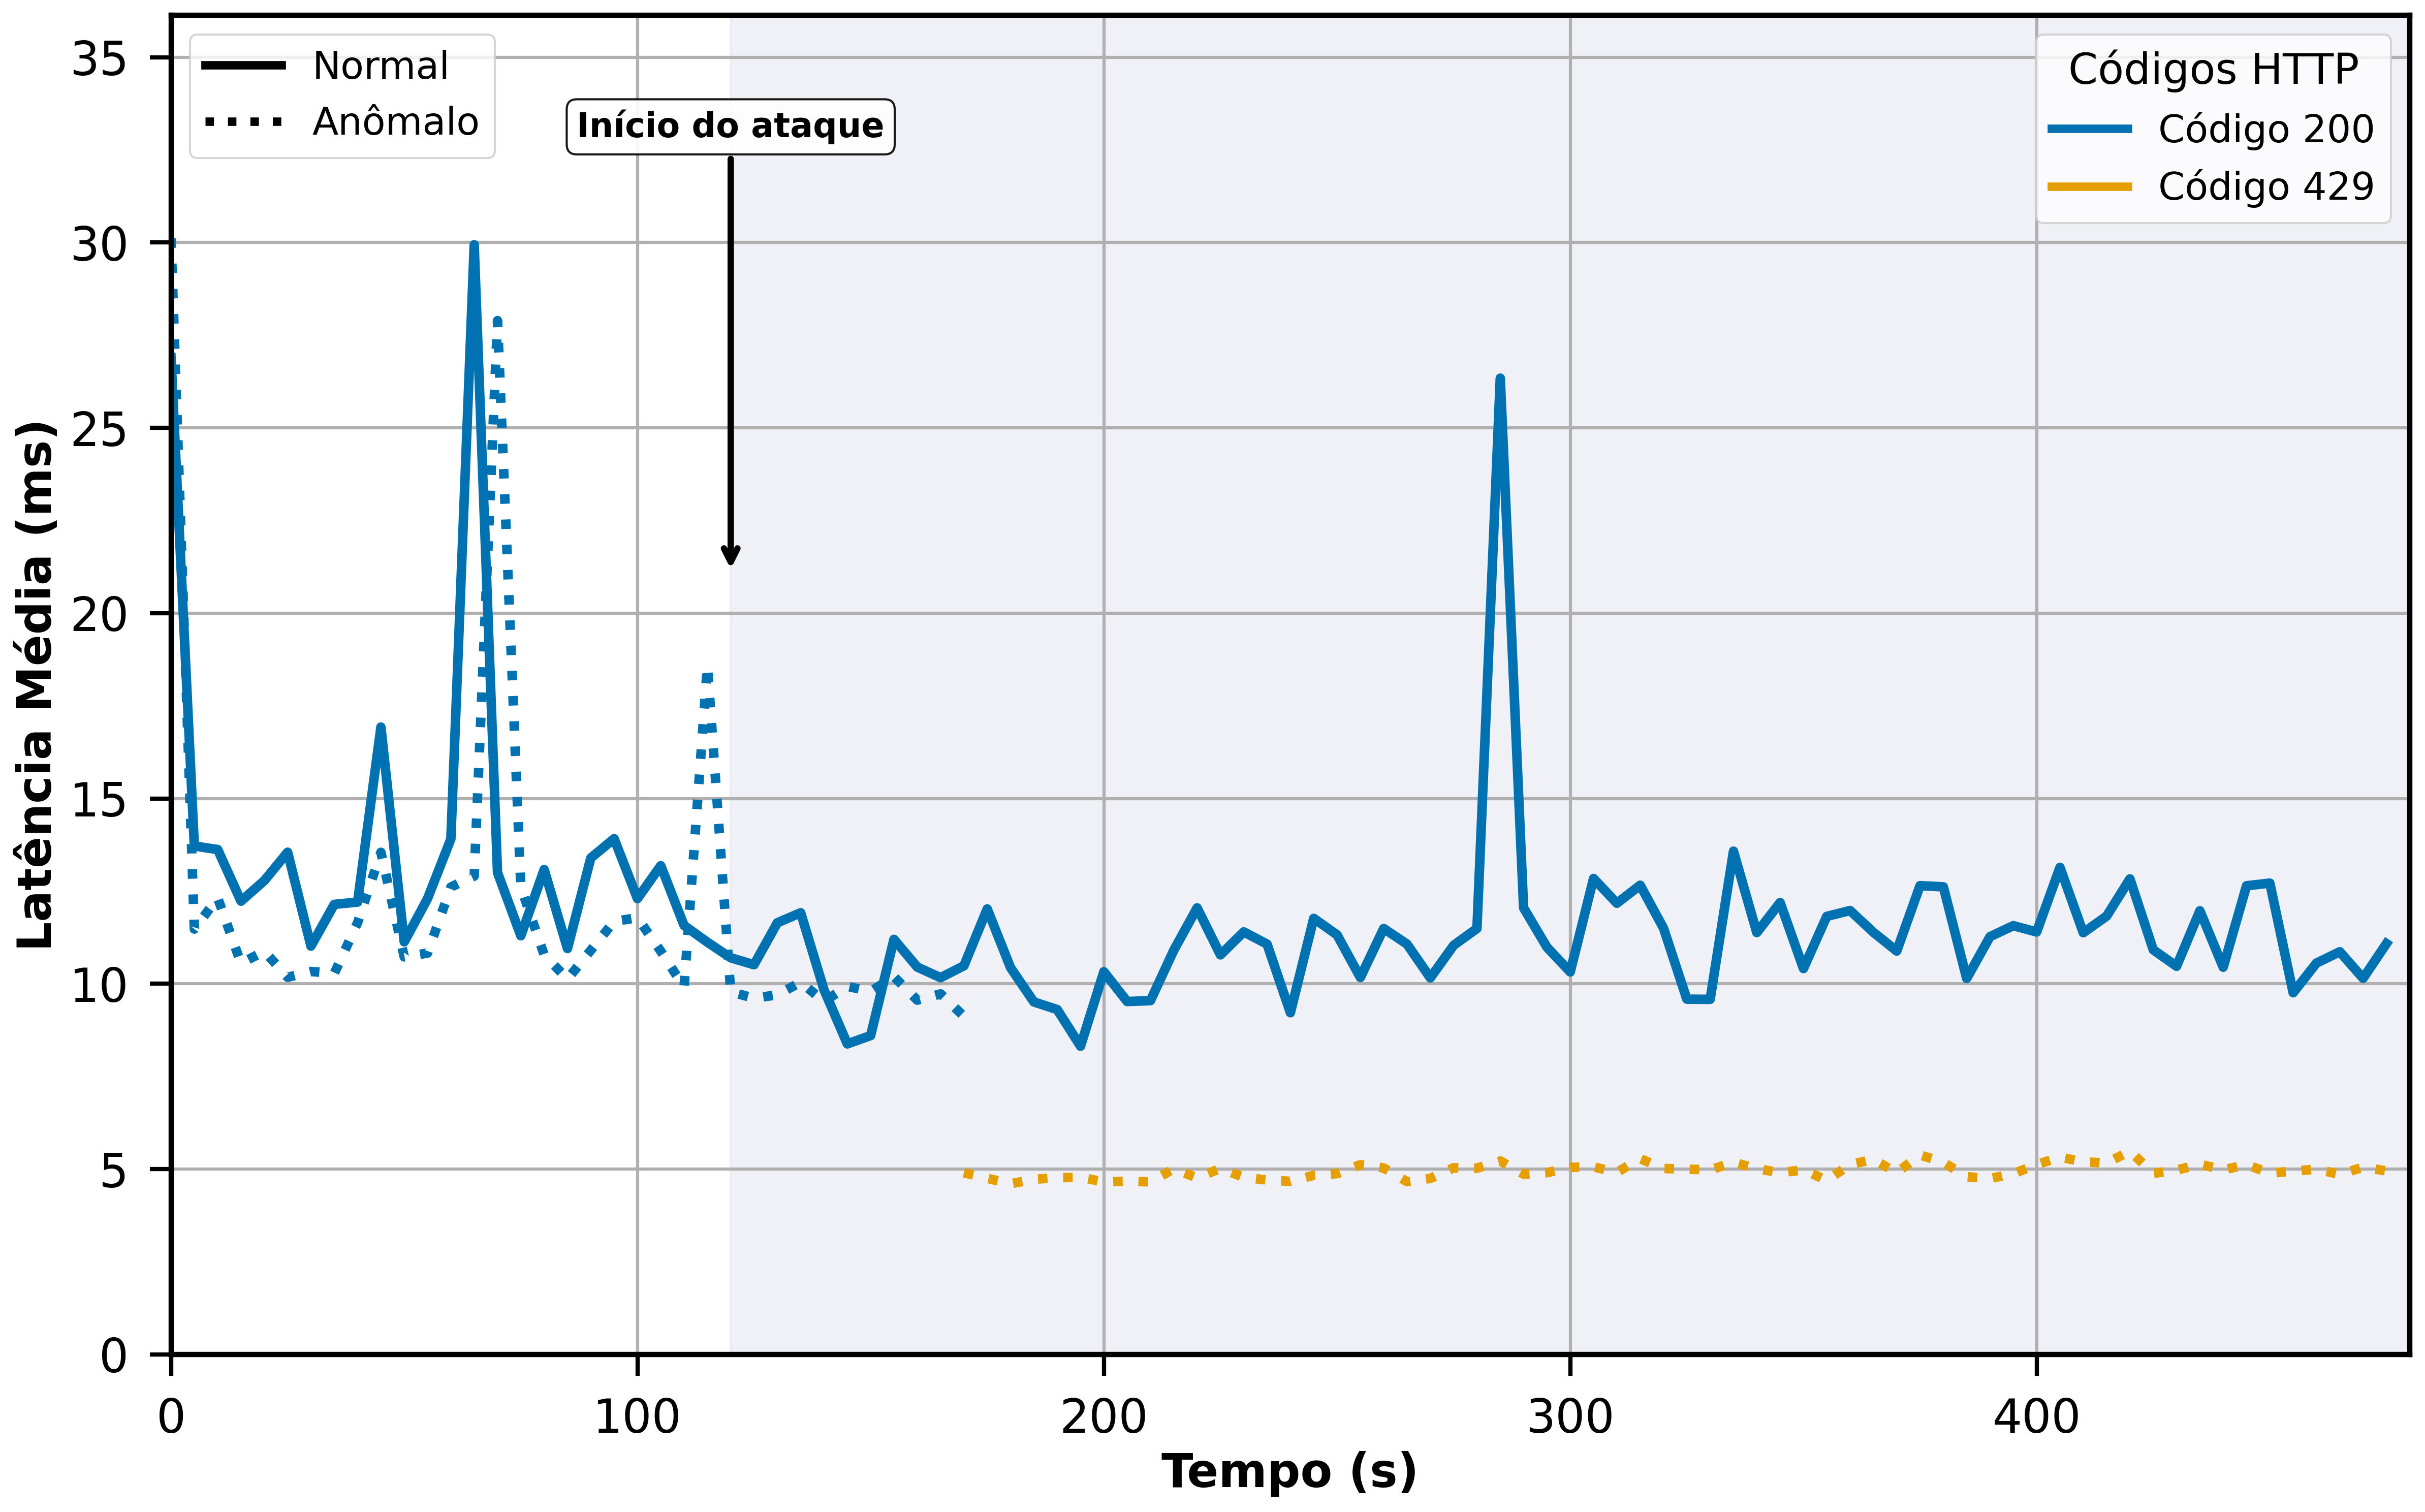 Normal
Anômalo
Início do ataque
Códigos HTTP
Código 200
Código 429
Latência Média (ms)
35
30
25
20
15
10
5
0
0 100 200 300 400
Tempo (s)